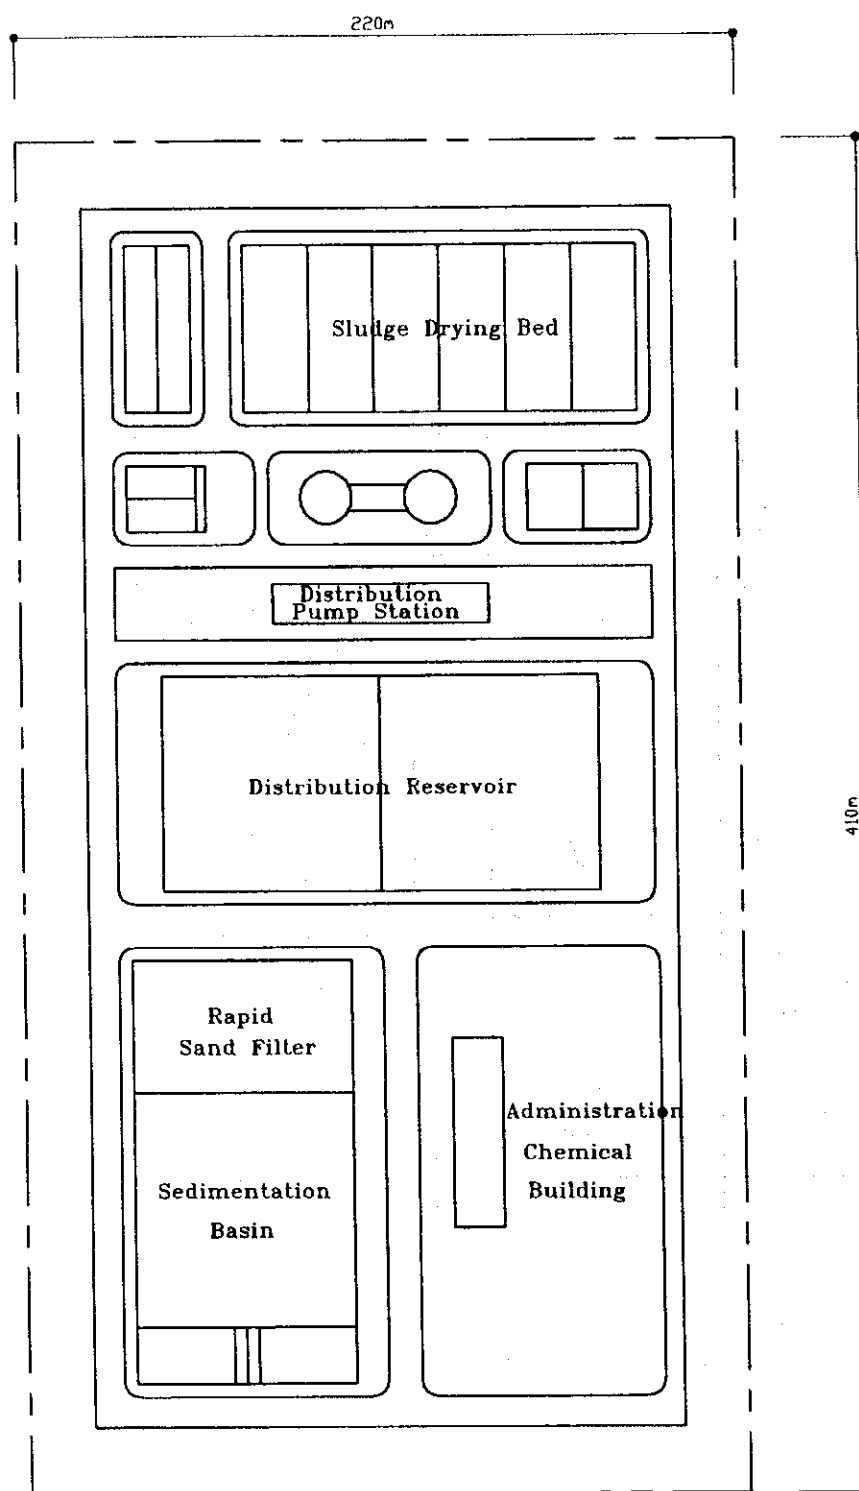 220m
Sludge Drying Bed
Distribution
Pump Station
Distribution Reservoir
410m
Rapid
Sand Filter
Administration
Chemical
Building
Sedimentation
Basin